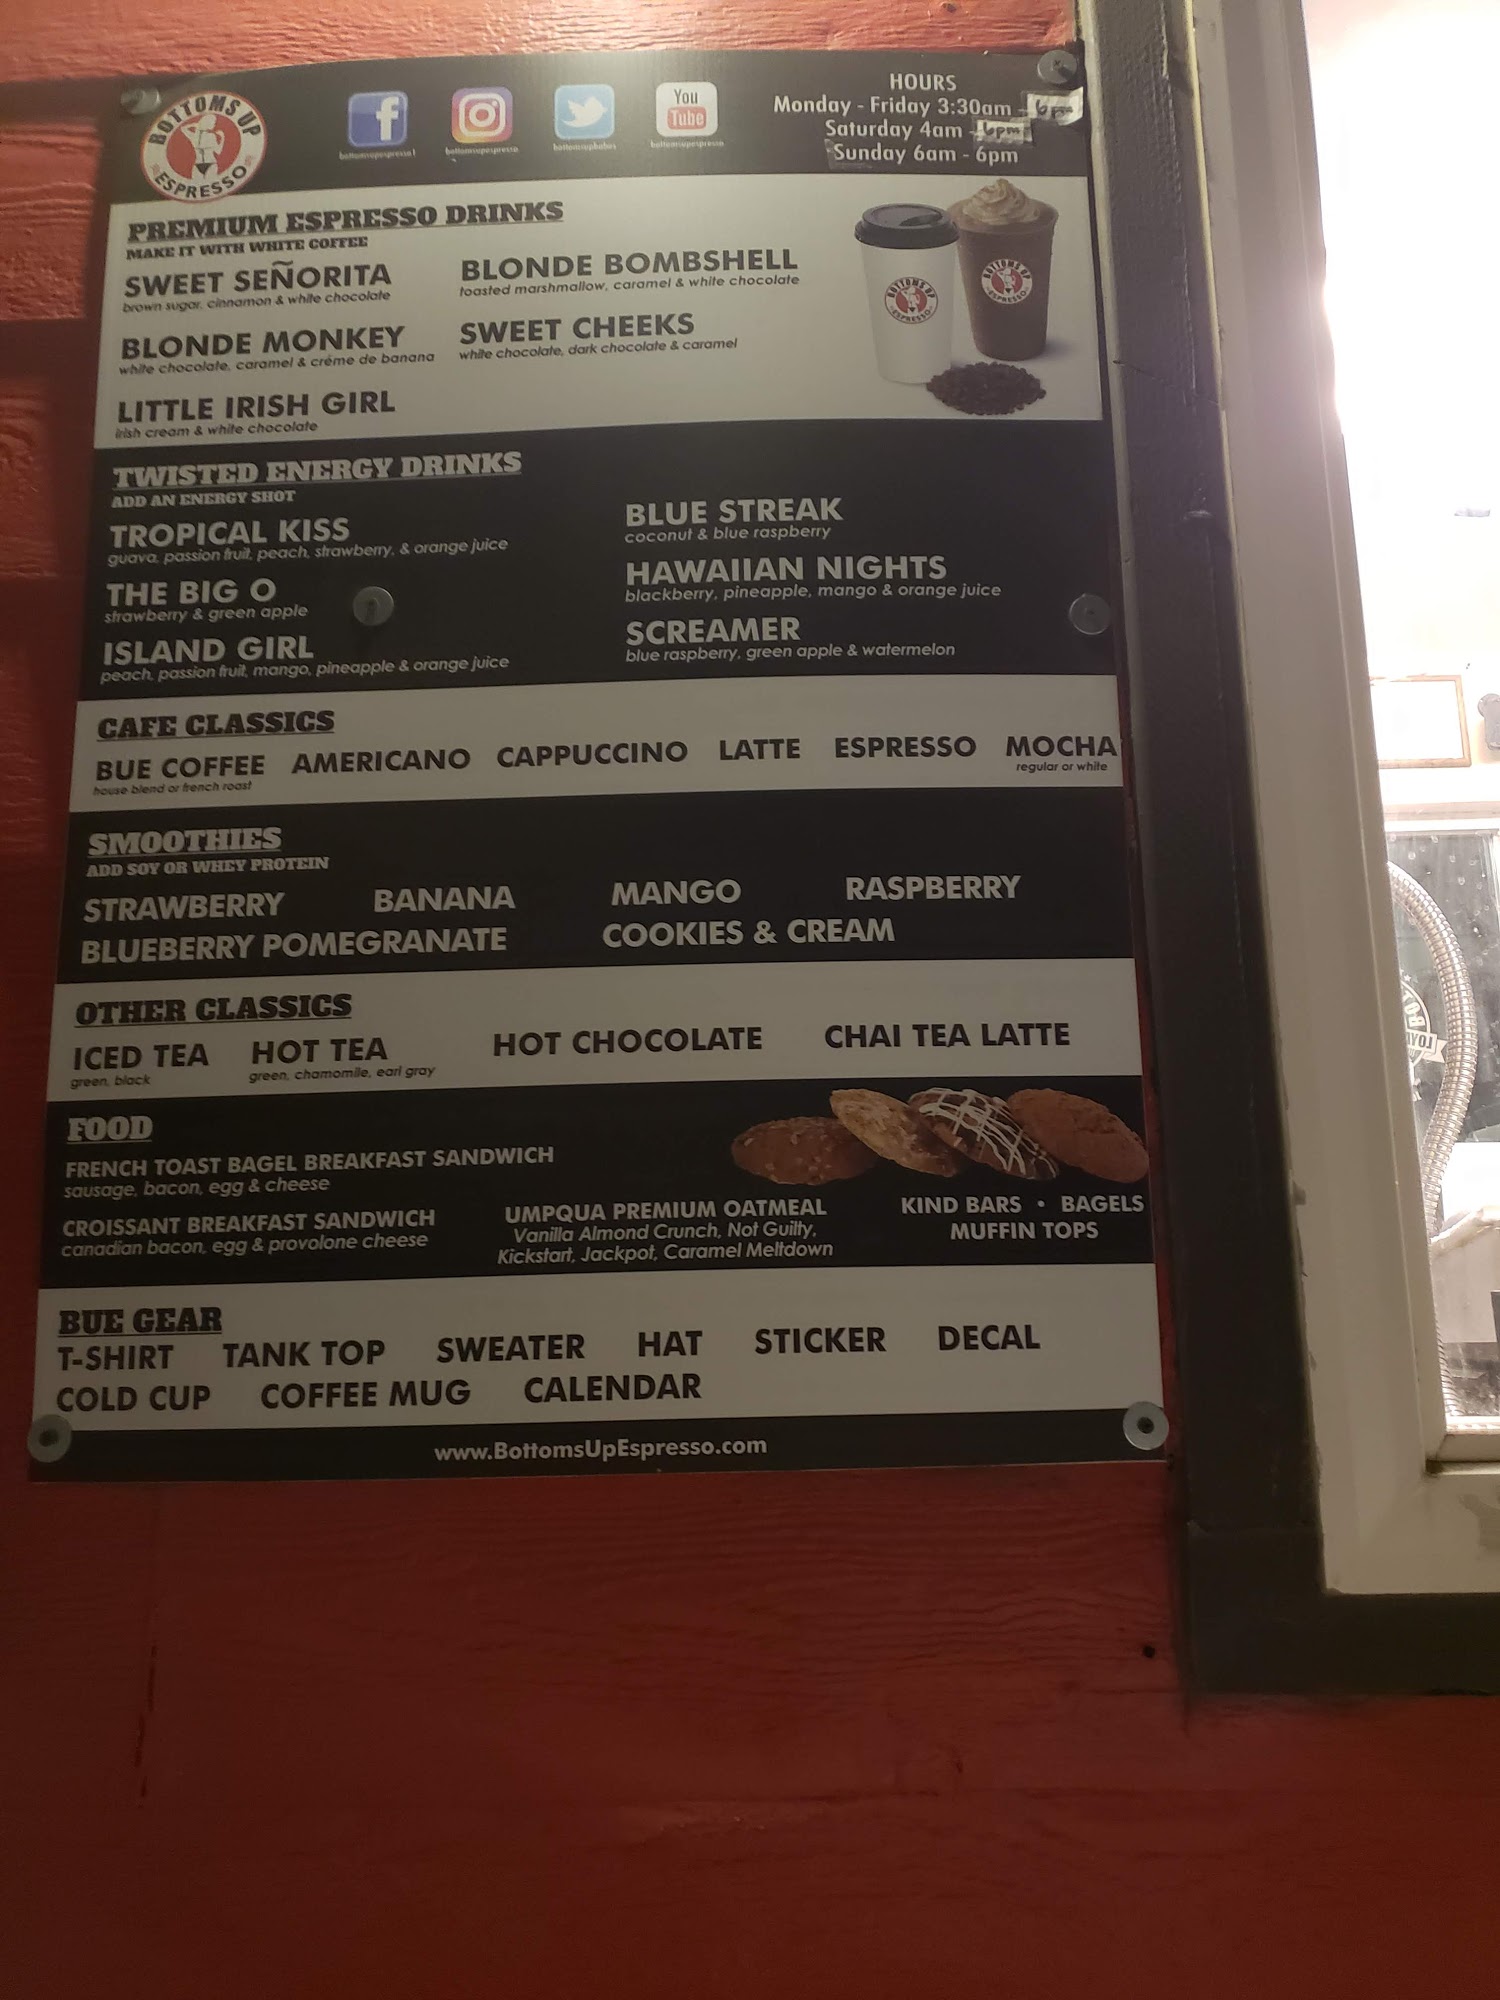 BOTTOMS UP
ESPRESSO
You
Tube
HOURS
Monday - Friday 3:30am - 6pm
Saturday 4am - 6pm
Sunday 6am - 6pm
bottomsupespresso1
bottomsupespresso
bottomsupespresso
PREMIUM ESPRESSO DRINKS
MAKE IT WITH WHITE COFFEE
SWEET SEÑORITA
brown sugar, cinnamon & white chocolate
BLONDE BOMBSHELL
toasted marshmallow, caramel & white chocolate
BLONDE MONKEY
white chocolate, caramel & créme de banana
SWEET CHEEKS
white chocolate, dark chocolate & caramel
LITTLE IRISH GIRL
irish cream & white chocolate
BOTTOMS UP
ESPRESSO
BOTTOMS UP
ESPRESSO
TWISTED ENERGY DRINKS
ADD AN ENERGY SHOT
TROPICAL KISS
guava, passion fruit, peach, strawberry, & orange juice
BLUE STREAK
coconut & blue raspberry
THE BIG O
strawberry & green apple
HAWAIIAN NIGHTS
blackberry, pineapple, mango & orange juice
ISLAND GIRL
peach, passion fruit, mango, pineapple & orange juice
SCREAMER
blue raspberry, green apple & watermelon
CAFE CLASSICS
BUE COFFEE AMERICANO CAPPUCCINO LATTE ESPRESSO MOCHA
house blend or french roast
regular or white
SMOOTHIES
ADD SOY OR WHEY PROTEIN
STRAWBERRY BANANA MANGO RASPBERRY
BLUEBERRY POMEGRANATE COOKIES & CREAM
OTHER CLASSICS
ICED TEA HOT TEA HOT CHOCOLATE CHAI TEA LATTE
green, black
green, chamomile, earl gray
FOOD
FRENCH TOAST BAGEL BREAKFAST SANDWICH
sausage, bacon, egg & cheese
CROISSANT BREAKFAST SANDWICH
canadian bacon, egg & provolone cheese
UMPQUA PREMIUM OATMEAL
Vanilla Almond Crunch, Not Guilty,
Kickstart, Jackpot, Caramel Meltdown
KIND BARS • BAGELS
MUFFIN TOPS
BUE GEAR
T-SHIRT TANK TOP SWEATER HAT STICKER DECAL
COLD CUP COFFEE MUG CALENDAR
www.BottomsUpEspresso.com